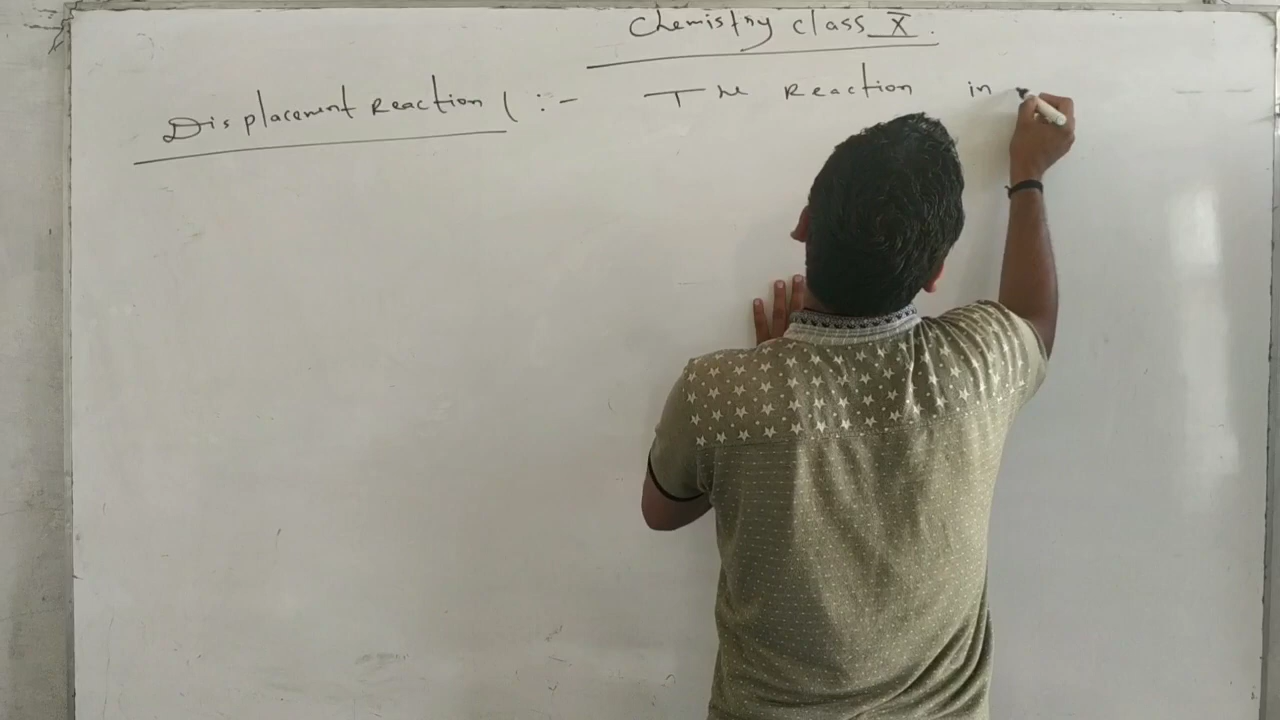 Chemistry class X.
Displacement Reaction ( :- The Reaction in